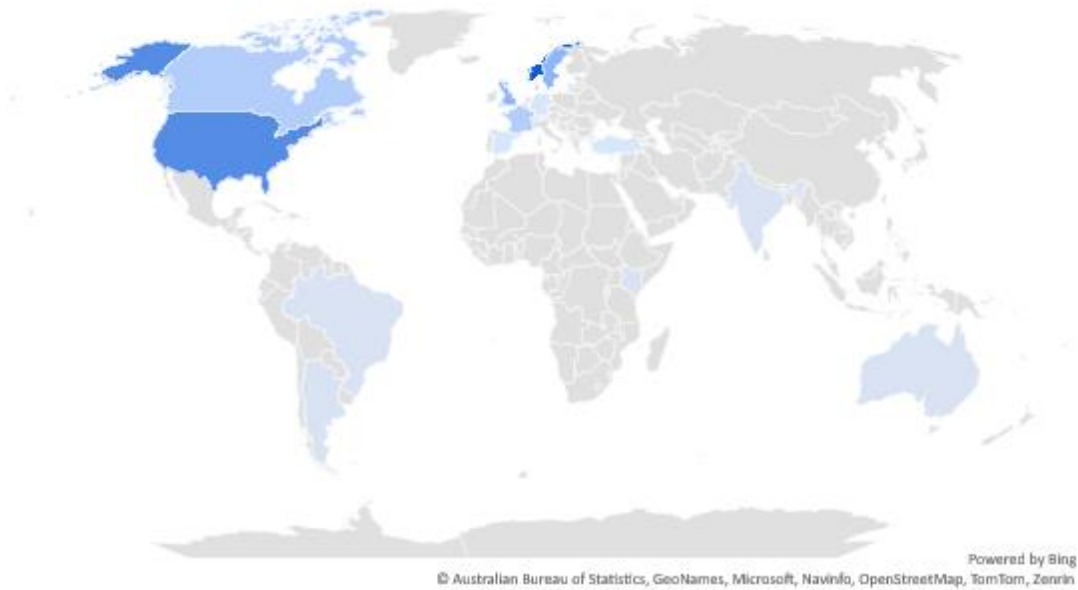 Powered by Bing
© Australian Bureau of Statistics, GeoNames, Microsoft, Navinfo, OpenStreetMap, TomTom, Zenrin